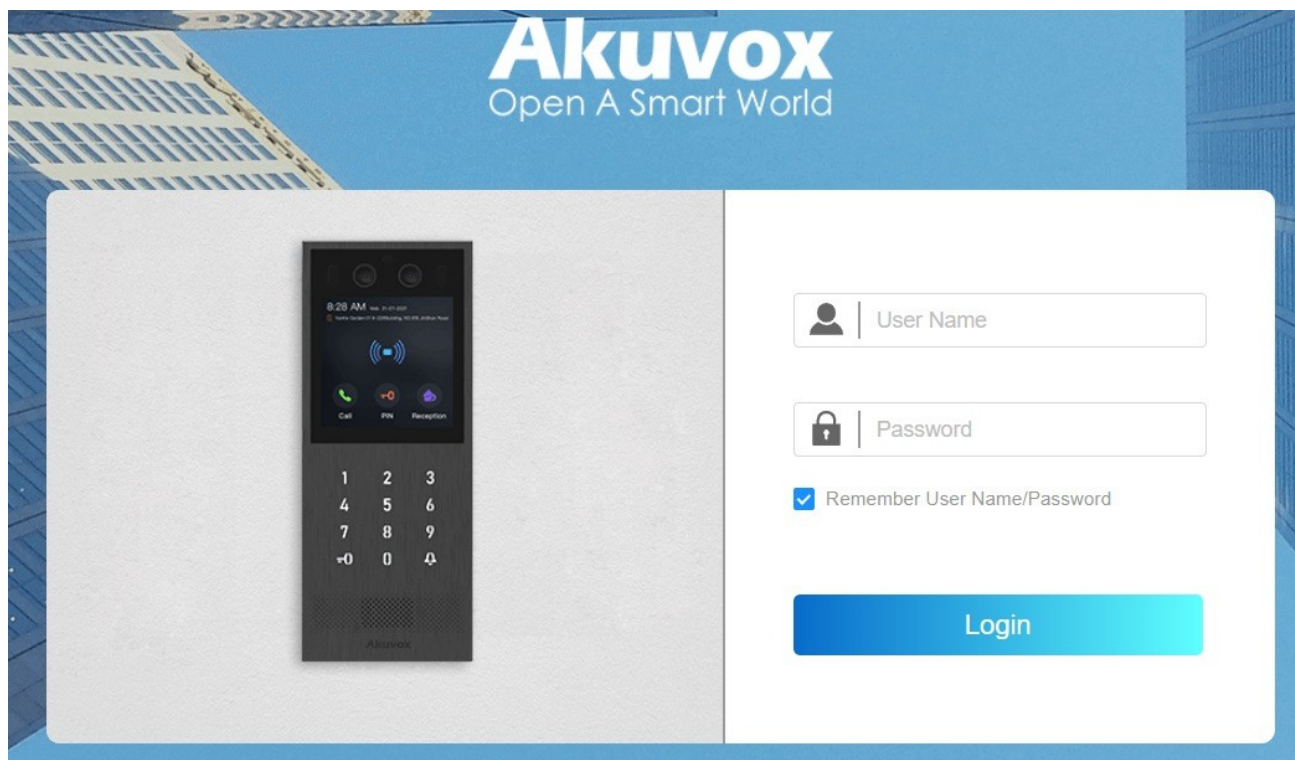 Akuvox
Open A Smart World
8:28 AM
Call PIN Reception
1 2 3
4 5 6
7 8 9
0
Akuvox
User Name
Password
Remember User Name/Password
Login